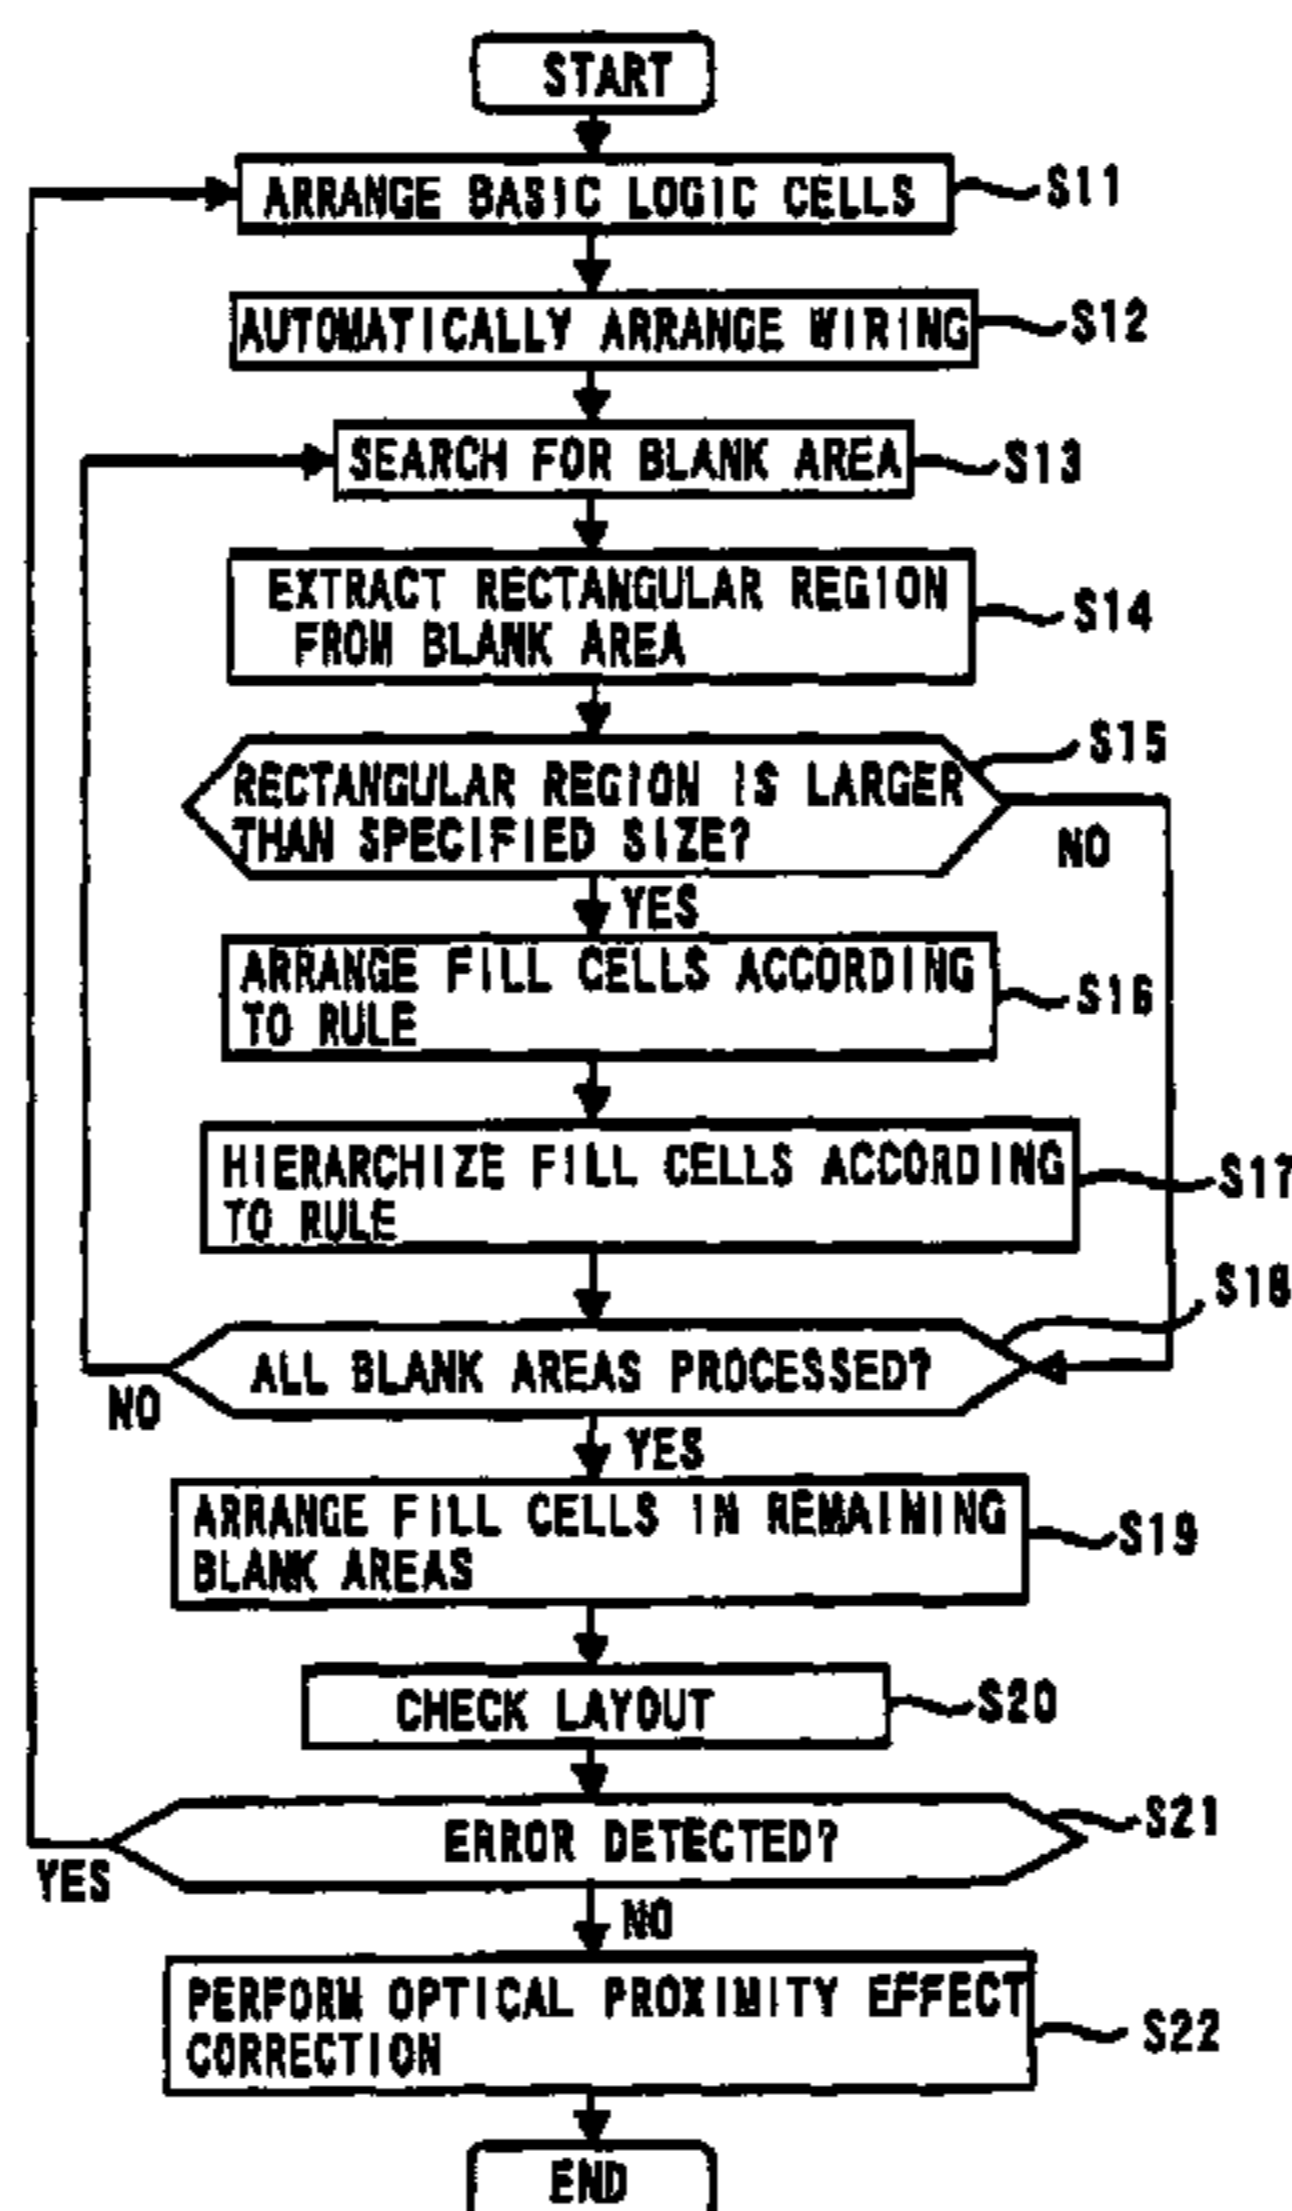 START
ARRANGE BASIC LOGIC CELLS
S11
AUTOMATICALLY ARRANGE WIRING
S12
SEARCH FOR BLANK AREA
S13
EXTRACT RECTANGULAR REGION
FROM BLANK AREA
S14
RECTANGULAR REGION IS LARGER
THAN SPECIFIED SIZE?
S15
NO
YES
ARRANGE FILL CELLS ACCORDING
TO RULE
S16
HIERARCHIZE FILL CELLS ACCORDING
TO RULE
S17
ALL BLANK AREAS PROCESSED?
S18
NO
YES
ARRANGE FILL CELLS IN REMAINING
BLANK AREAS
S19
CHECK LAYOUT
S20
ERROR DETECTED?
S21
YES
NO
PERFORM OPTICAL PROXIMITY EFFECT
CORRECTION
S22
END